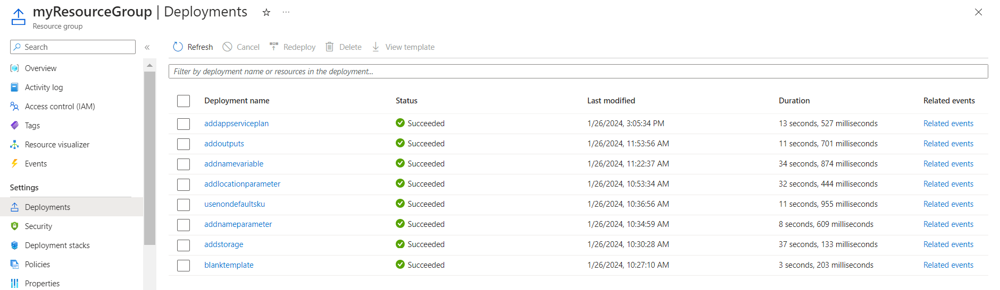 myResourceGroup | Deployments ☆ ···
Resource group
Search
Overview
Activity log
Access control (IAM)
Tags
Resource visualizer
Events
Settings
Deployments
Security
Deployment stacks
Policies
Properties
Refresh Cancel Redeploy Delete View template
Filter by deployment name or resources in the deployment...
Deployment name Status Last modified Duration Related events
addappserviceplan Succeeded 1/26/2024, 3:05:34 PM 13 seconds, 527 milliseconds Related events
addoutputs Succeeded 1/26/2024, 11:53:56 AM 11 seconds, 701 milliseconds Related events
addnamevariable Succeeded 1/26/2024, 11:22:37 AM 34 seconds, 874 milliseconds Related events
addlocationparameter Succeeded 1/26/2024, 10:53:34 AM 32 seconds, 444 milliseconds Related events
usenondefaultsku Succeeded 1/26/2024, 10:36:56 AM 11 seconds, 955 milliseconds Related events
addnameparameter Succeeded 1/26/2024, 10:34:59 AM 8 seconds, 609 milliseconds Related events
addstorage Succeeded 1/26/2024, 10:30:28 AM 37 seconds, 133 milliseconds Related events
blanktemplate Succeeded 1/26/2024, 10:27:10 AM 3 seconds, 203 milliseconds Related events